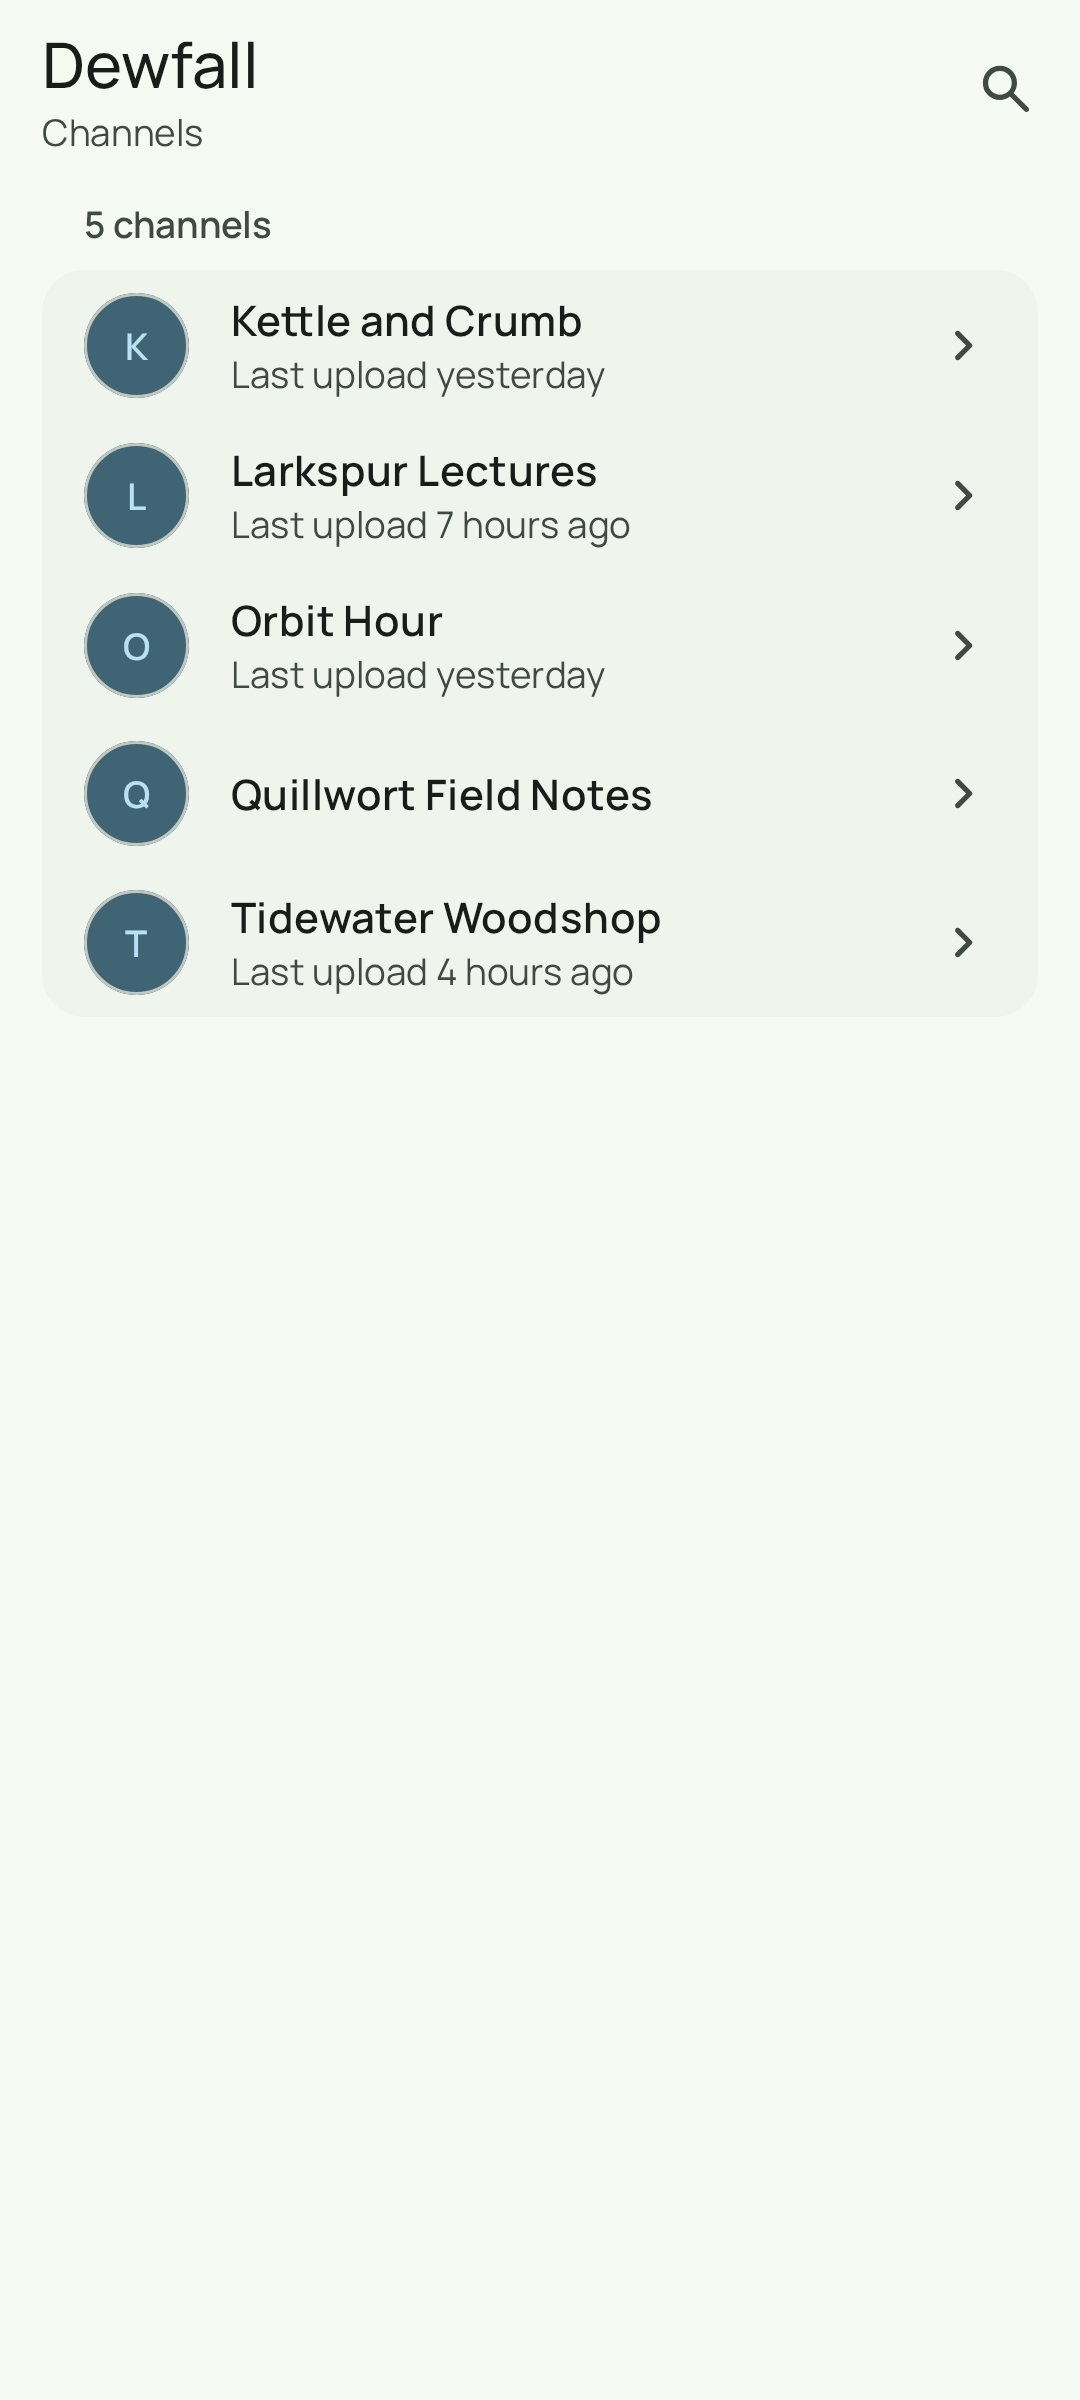 Dewfall
Channels
5 channels
K
Kettle and Crumb
Last upload yesterday
L
Larkspur Lectures
Last upload 7 hours ago
O
Orbit Hour
Last upload yesterday
Q
Quillwort Field Notes
T
Tidewater Woodshop
Last upload 4 hours ago